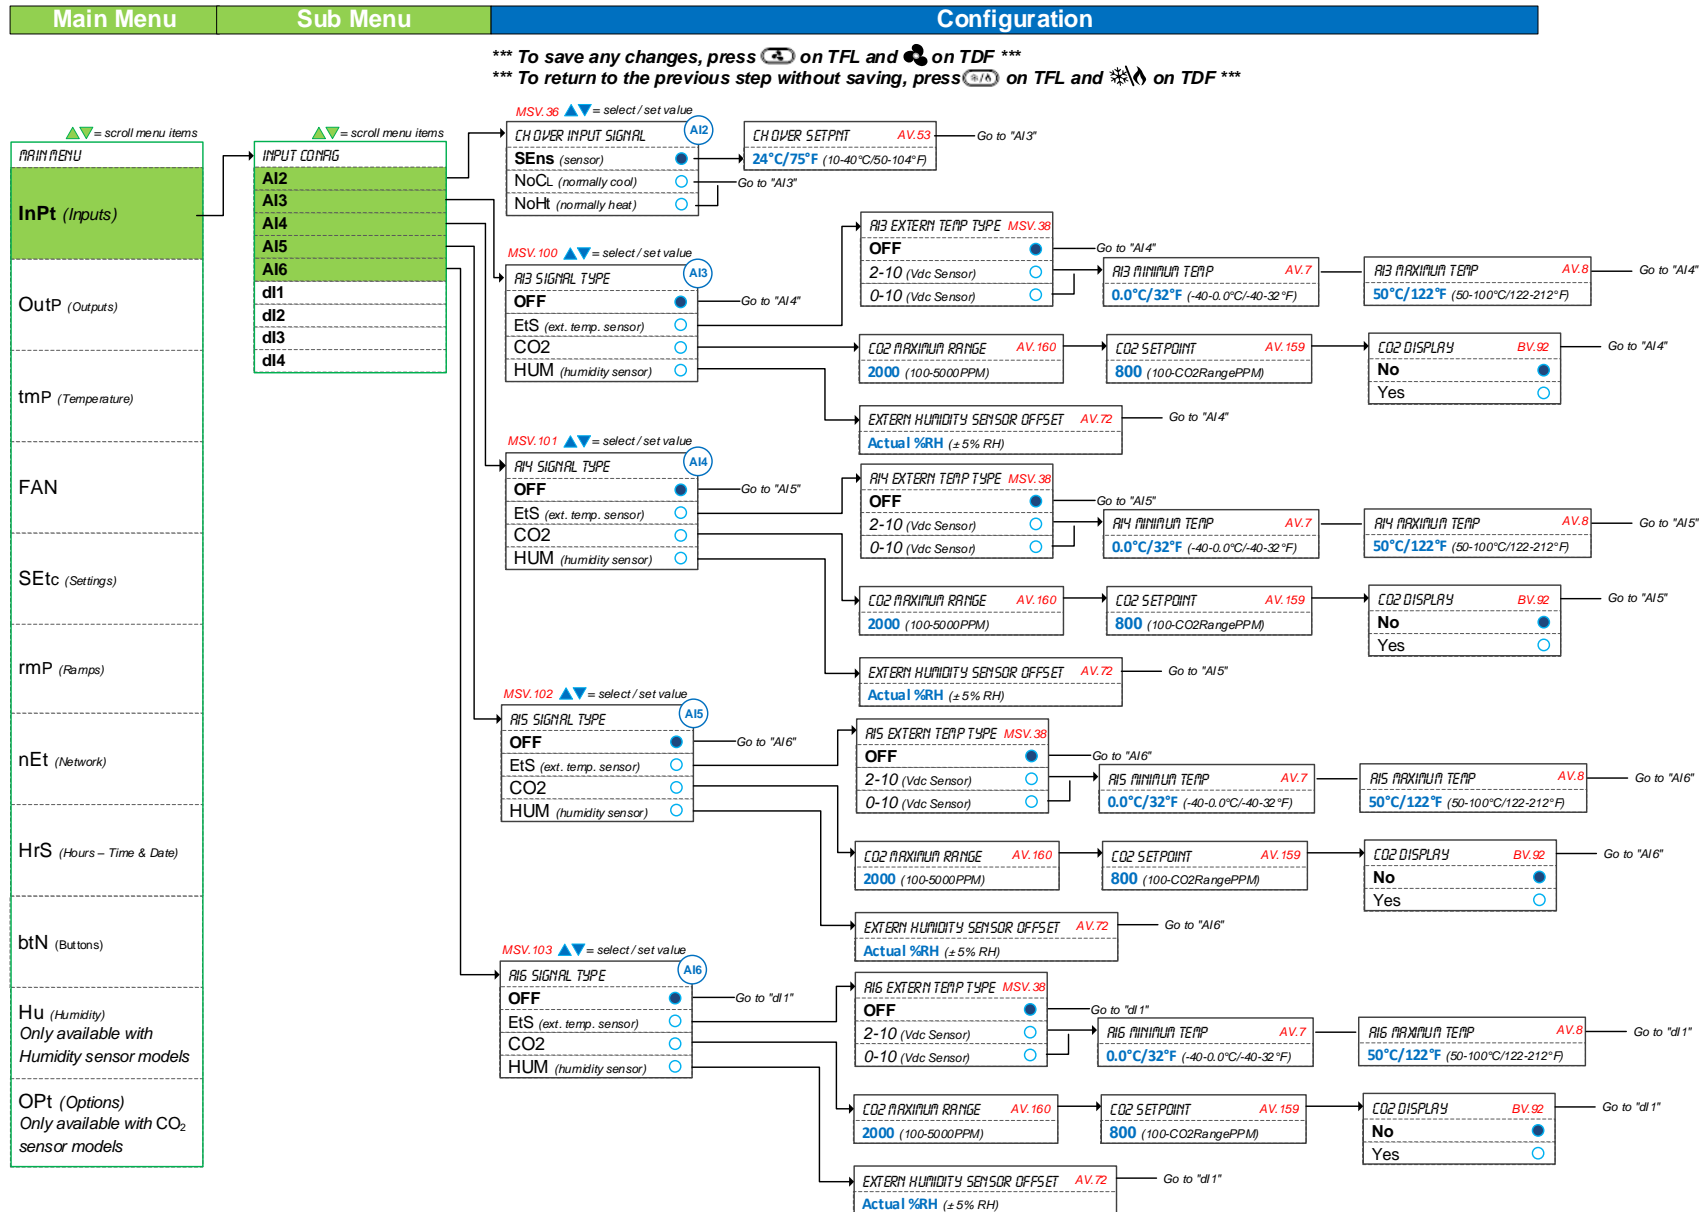 Main Menu
Sub Menu
Configuration
*** To save any changes, press on TFL and on TDF ***
*** To return to the previous step without saving, press on TFL and on TDF ***
▲▼ = scroll menu items
MAIN MENU
InPt (Inputs)
OutP (Outputs)
tmP (Temperature)
FAN
SEtc (Settings)
rmP (Ramps)
nEt (Network)
HrS (Hours – Time & Date)
btN (Buttons)
Hu (Humidity)
Only available with
Humidity sensor models
OPt (Options)
Only available with CO₂
sensor models
▲▼ = scroll menu items
INPUT CONFIG
AI2
AI3
AI4
AI5
AI6
dI1
dI2
dI3
dI4
MSV.36 ▲▼ = select / set value
CH OVER INPUT SIGNAL
AI2
SEns (sensor)
NoCL (normally cool)
NoHt (normally heat)
Go to "AI3"
CH OVER SETPNT AV.53
24°C/75°F (10-40°C/50-104°F)
Go to "AI3"
MSV.100 ▲▼ = select / set value
AI3 SIGNAL TYPE
AI3
OFF
Go to "AI4"
EtS (ext. temp. sensor)
CO2
HUM (humidity sensor)
AI3 EXTERN TEMP TYPE MSV.38
OFF
Go to "AI4"
2-10 (Vdc Sensor)
0-10 (Vdc Sensor)
AI3 MINIMUM TEMP AV.7
0.0°C/32°F (-40-0.0°C/-40-32°F)
AI3 MAXIMUM TEMP AV.8
50°C/122°F (50-100°C/122-212°F)
Go to "AI4"
CO2 MAXIMUM RANGE AV.160
2000 (100-5000PPM)
CO2 SETPOINT AV.159
800 (100-CO2RangePPM)
CO2 DISPLAY BV.92
No
Yes
Go to "AI4"
EXTERN HUMIDITY SENSOR OFFSET AV.72
Actual %RH (±5% RH)
Go to "AI4"
MSV.101 ▲▼ = select / set value
AI4 SIGNAL TYPE
AI4
OFF
Go to "AI5"
EtS (ext. temp. sensor)
CO2
HUM (humidity sensor)
AI4 EXTERN TEMP TYPE MSV.38
OFF
Go to "AI5"
2-10 (Vdc Sensor)
0-10 (Vdc Sensor)
AI4 MINIMUM TEMP AV.7
0.0°C/32°F (-40-0.0°C/-40-32°F)
AI4 MAXIMUM TEMP AV.8
50°C/122°F (50-100°C/122-212°F)
Go to "AI5"
CO2 MAXIMUM RANGE AV.160
2000 (100-5000PPM)
CO2 SETPOINT AV.159
800 (100-CO2RangePPM)
CO2 DISPLAY BV.92
No
Yes
Go to "AI5"
EXTERN HUMIDITY SENSOR OFFSET AV.72
Actual %RH (±5% RH)
Go to "AI5"
MSV.102 ▲▼ = select / set value
AI5 SIGNAL TYPE
AI5
OFF
Go to "AI6"
EtS (ext. temp. sensor)
CO2
HUM (humidity sensor)
AI5 EXTERN TEMP TYPE MSV.38
OFF
Go to "AI6"
2-10 (Vdc Sensor)
0-10 (Vdc Sensor)
AI5 MINIMUM TEMP AV.7
0.0°C/32°F (-40-0.0°C/-40-32°F)
AI5 MAXIMUM TEMP AV.8
50°C/122°F (50-100°C/122-212°F)
Go to "AI6"
CO2 MAXIMUM RANGE AV.160
2000 (100-5000PPM)
CO2 SETPOINT AV.159
800 (100-CO2RangePPM)
CO2 DISPLAY BV.92
No
Yes
Go to "AI6"
EXTERN HUMIDITY SENSOR OFFSET AV.72
Actual %RH (±5% RH)
Go to "AI6"
MSV.103 ▲▼ = select / set value
AI6 SIGNAL TYPE
AI6
OFF
Go to "dI1"
EtS (ext. temp. sensor)
CO2
HUM (humidity sensor)
AI6 EXTERN TEMP TYPE MSV.38
OFF
Go to "dI1"
2-10 (Vdc Sensor)
0-10 (Vdc Sensor)
AI6 MINIMUM TEMP AV.7
0.0°C/32°F (-40-0.0°C/-40-32°F)
AI6 MAXIMUM TEMP AV.8
50°C/122°F (50-100°C/122-212°F)
Go to "dI1"
CO2 MAXIMUM RANGE AV.160
2000 (100-5000PPM)
CO2 SETPOINT AV.159
800 (100-CO2RangePPM)
CO2 DISPLAY BV.92
No
Yes
Go to "dI1"
EXTERN HUMIDITY SENSOR OFFSET AV.72
Actual %RH (±5% RH)
Go to "dI1"